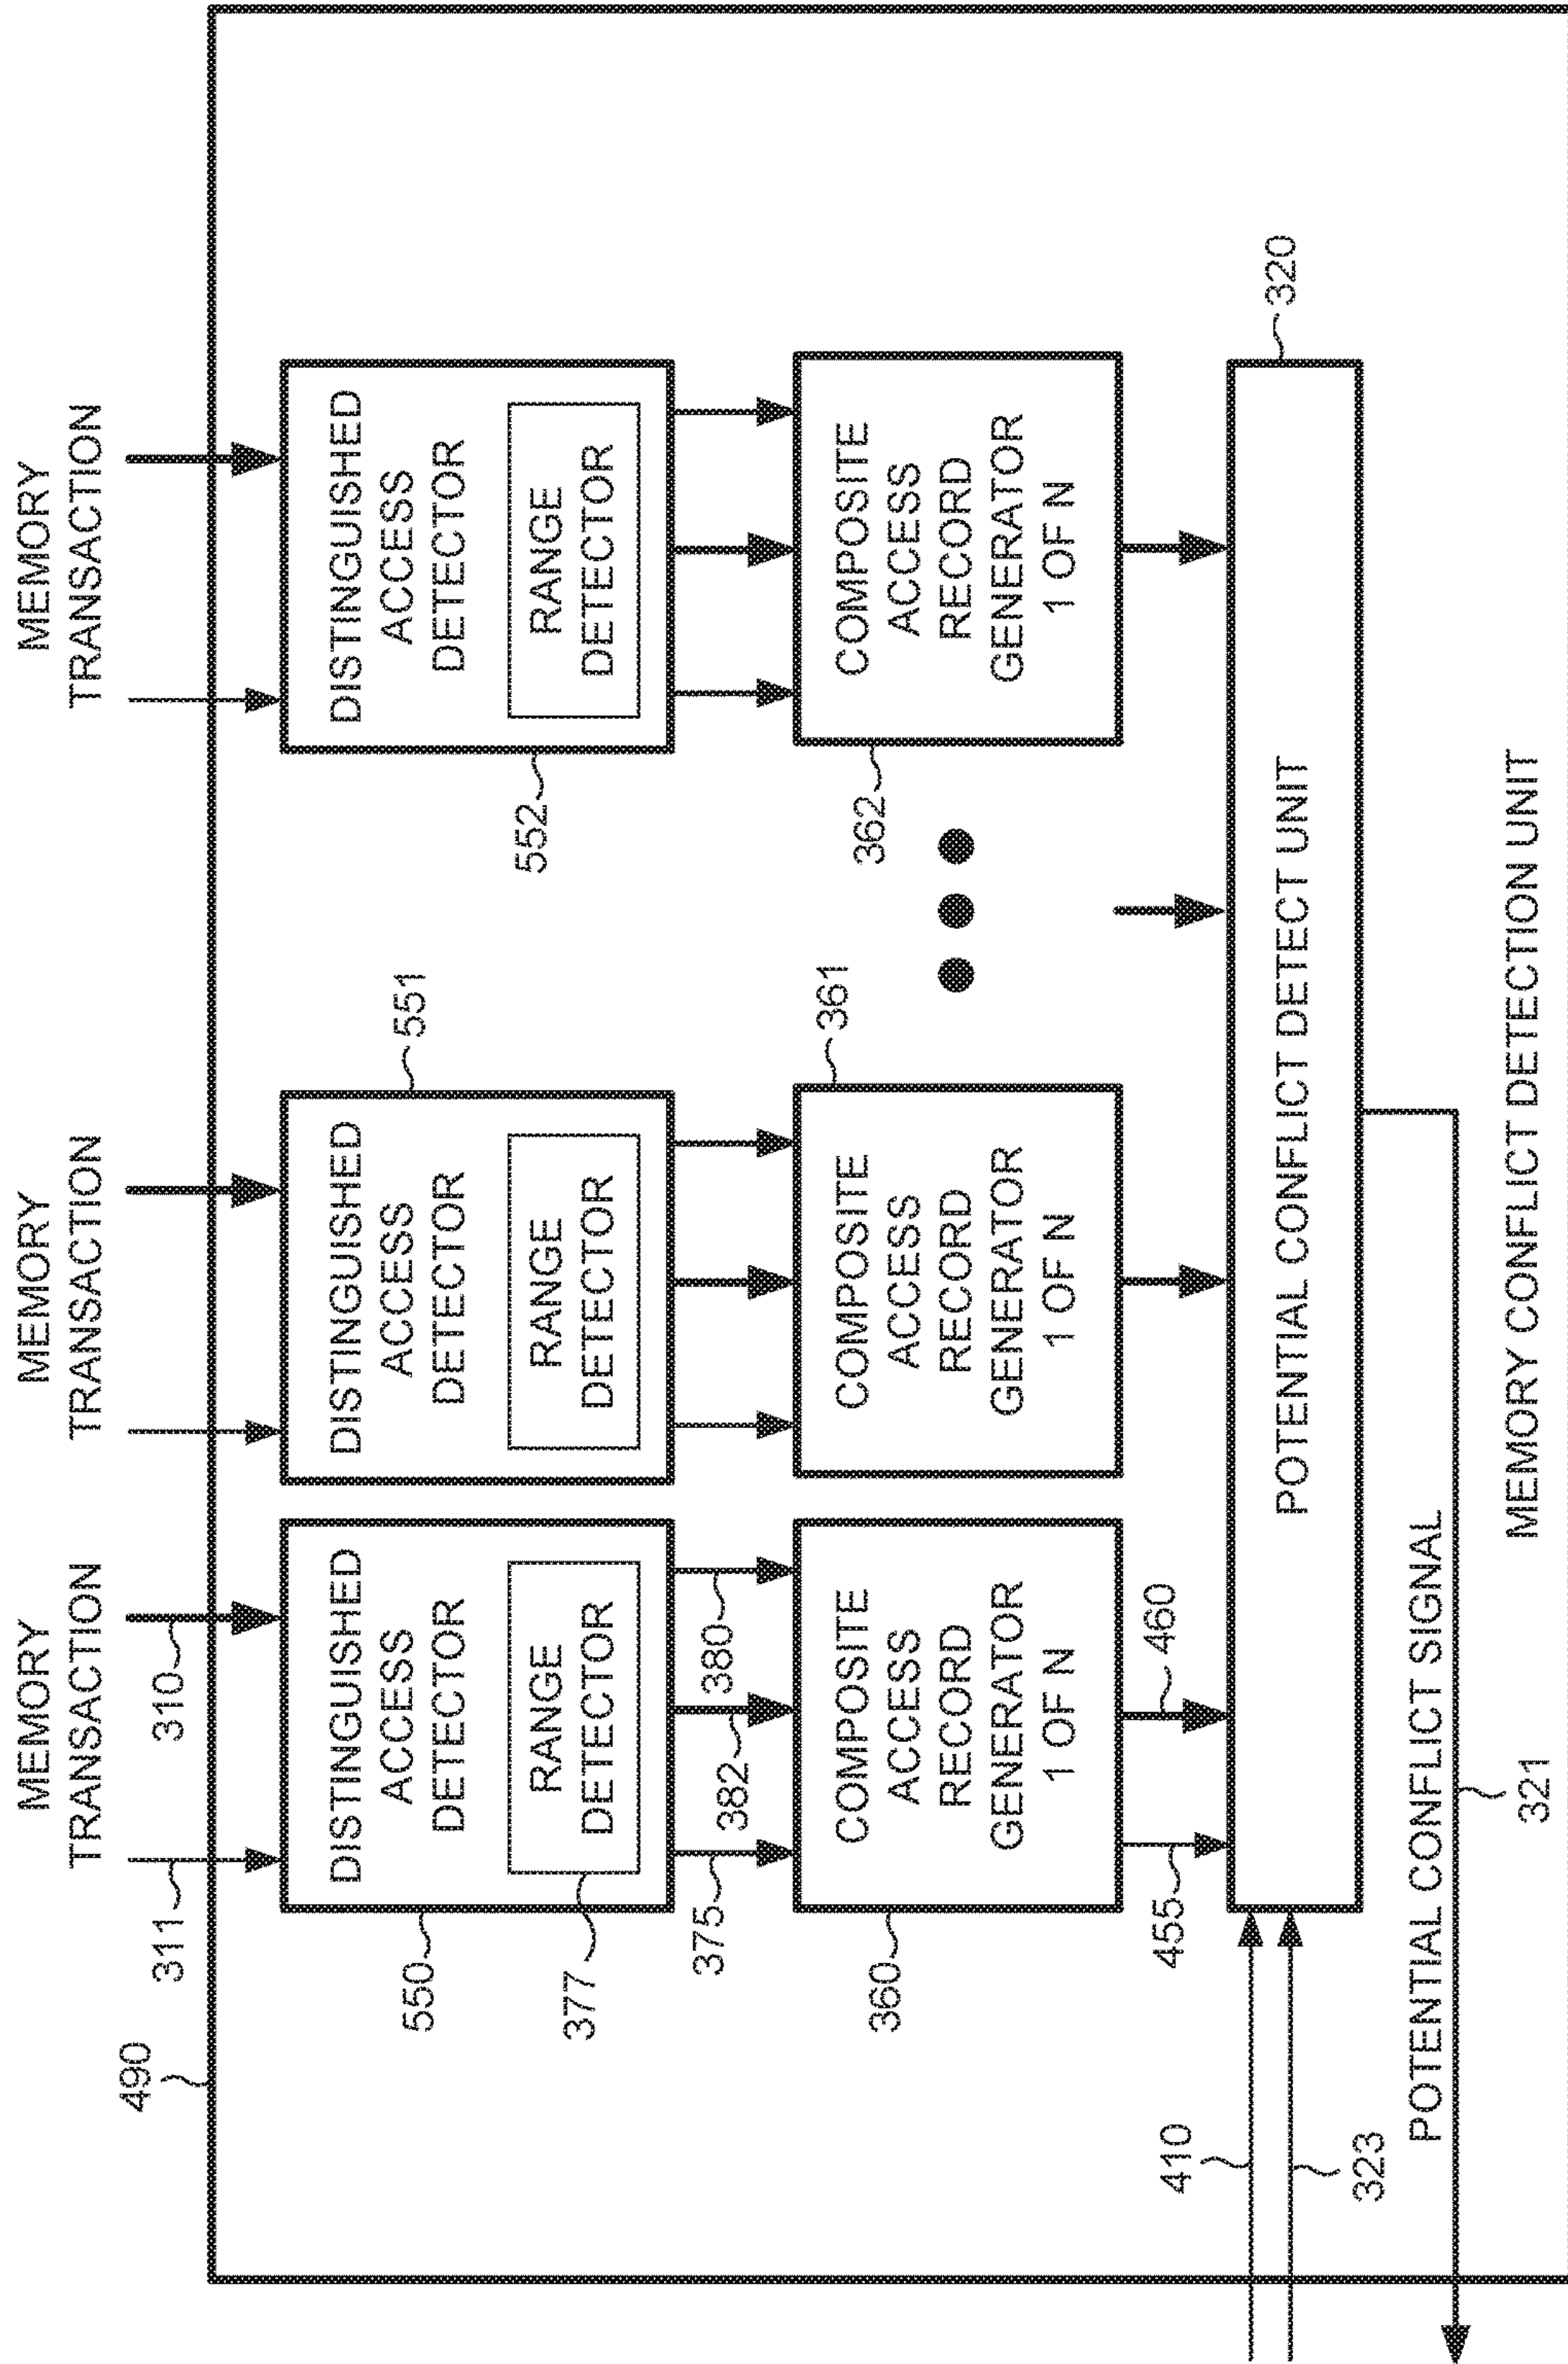 MEMORY
TRANSACTION
MEMORY
TRANSACTION
MEMORY
TRANSACTION
490
311
310
DISTINGUISHED
ACCESS
DETECTOR
RANGE
DETECTOR
550
377
DISTINGUISHED
ACCESS
DETECTOR
RANGE
DETECTOR
551
DISTINGUISHED
ACCESS
DETECTOR
RANGE
DETECTOR
552
375
382
380
COMPOSITE
ACCESS
RECORD
GENERATOR
1 OF N
360
COMPOSITE
ACCESS
RECORD
GENERATOR
1 OF N
361
COMPOSITE
ACCESS
RECORD
GENERATOR
1 OF N
362
455
460
410
323
POTENTIAL CONFLICT DETECT UNIT
320
POTENTIAL CONFLICT SIGNAL
321
MEMORY CONFLICT DETECTION UNIT